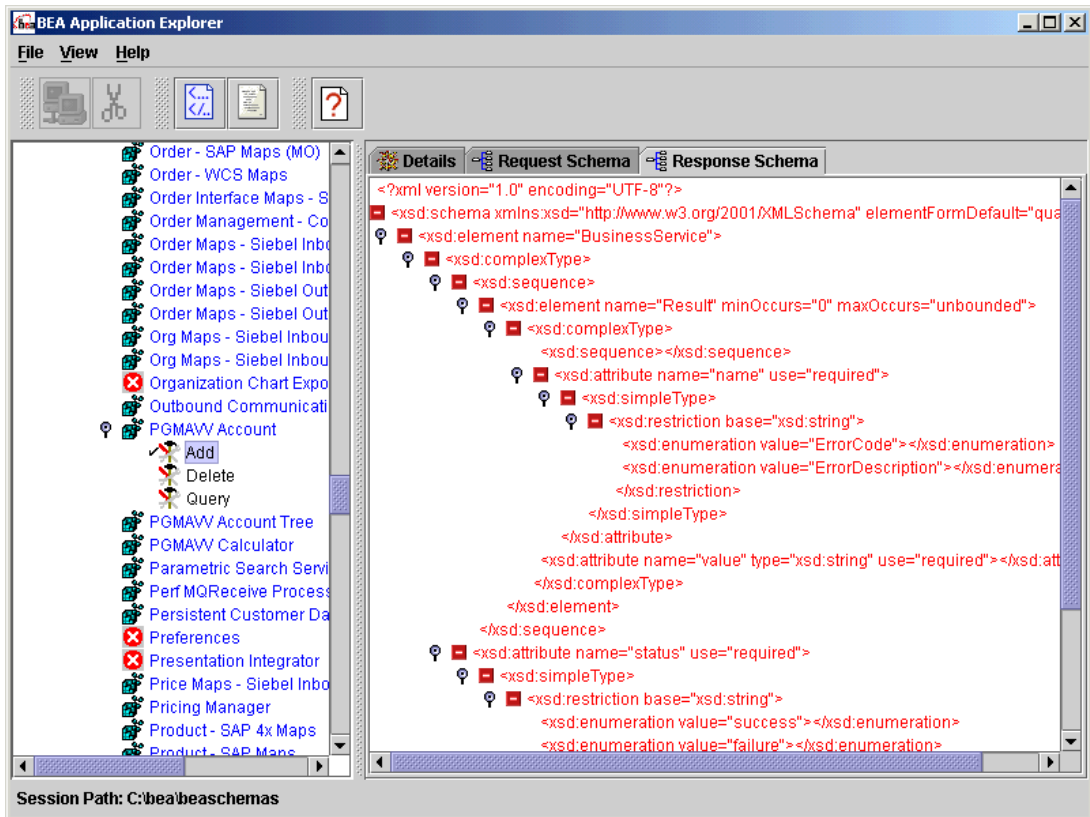 BEA Application Explorer
File View Help
Order - SAP Maps (MO)
Order - WCS Maps
Order Interface Maps - S
Order Management - Co
Order Maps - Siebel Inbo
Order Maps - Siebel Inbo
Order Maps - Siebel Out
Order Maps - Siebel Out
Org Maps - Siebel Inbou
Org Maps - Siebel Inbou
Organization Chart Expo
Outbound Communicati
PGMAVV Account
Add
Delete
Query
PGMAVV Account Tree
PGMAVV Calculator
Parametric Search Servi
Perf MQReceive Process
Persistent Customer Da
Preferences
Presentation Integrator
Price Maps - Siebel Inbo
Pricing Manager
Product - SAP 4x Maps
Product - SAP Maps
Details Request Schema Response Schema
<?xml version="1.0" encoding="UTF-8"?>
<xsd:schema xmlns:xsd="http://www.w3.org/2001/XMLSchema" elementFormDefault="qua
<xsd:element name="BusinessService">
<xsd:complexType>
<xsd:sequence>
<xsd:element name="Result" minOccurs="0" maxOccurs="unbounded">
<xsd:complexType>
<xsd:sequence></xsd:sequence>
<xsd:attribute name="name" use="required">
<xsd:simpleType>
<xsd:restriction base="xsd:string">
<xsd:enumeration value="ErrorCode"></xsd:enumeration>
<xsd:enumeration value="ErrorDescription"></xsd:enumera
</xsd:restriction>
</xsd:simpleType>
</xsd:attribute>
<xsd:attribute name="value" type="xsd:string" use="required"></xsd:att
</xsd:complexType>
</xsd:element>
</xsd:sequence>
<xsd:attribute name="status" use="required">
<xsd:simpleType>
<xsd:restriction base="xsd:string">
<xsd:enumeration value="success"></xsd:enumeration>
<xsd:enumeration value="failure"></xsd:enumeration>
Session Path: C:\bea\beaschemas